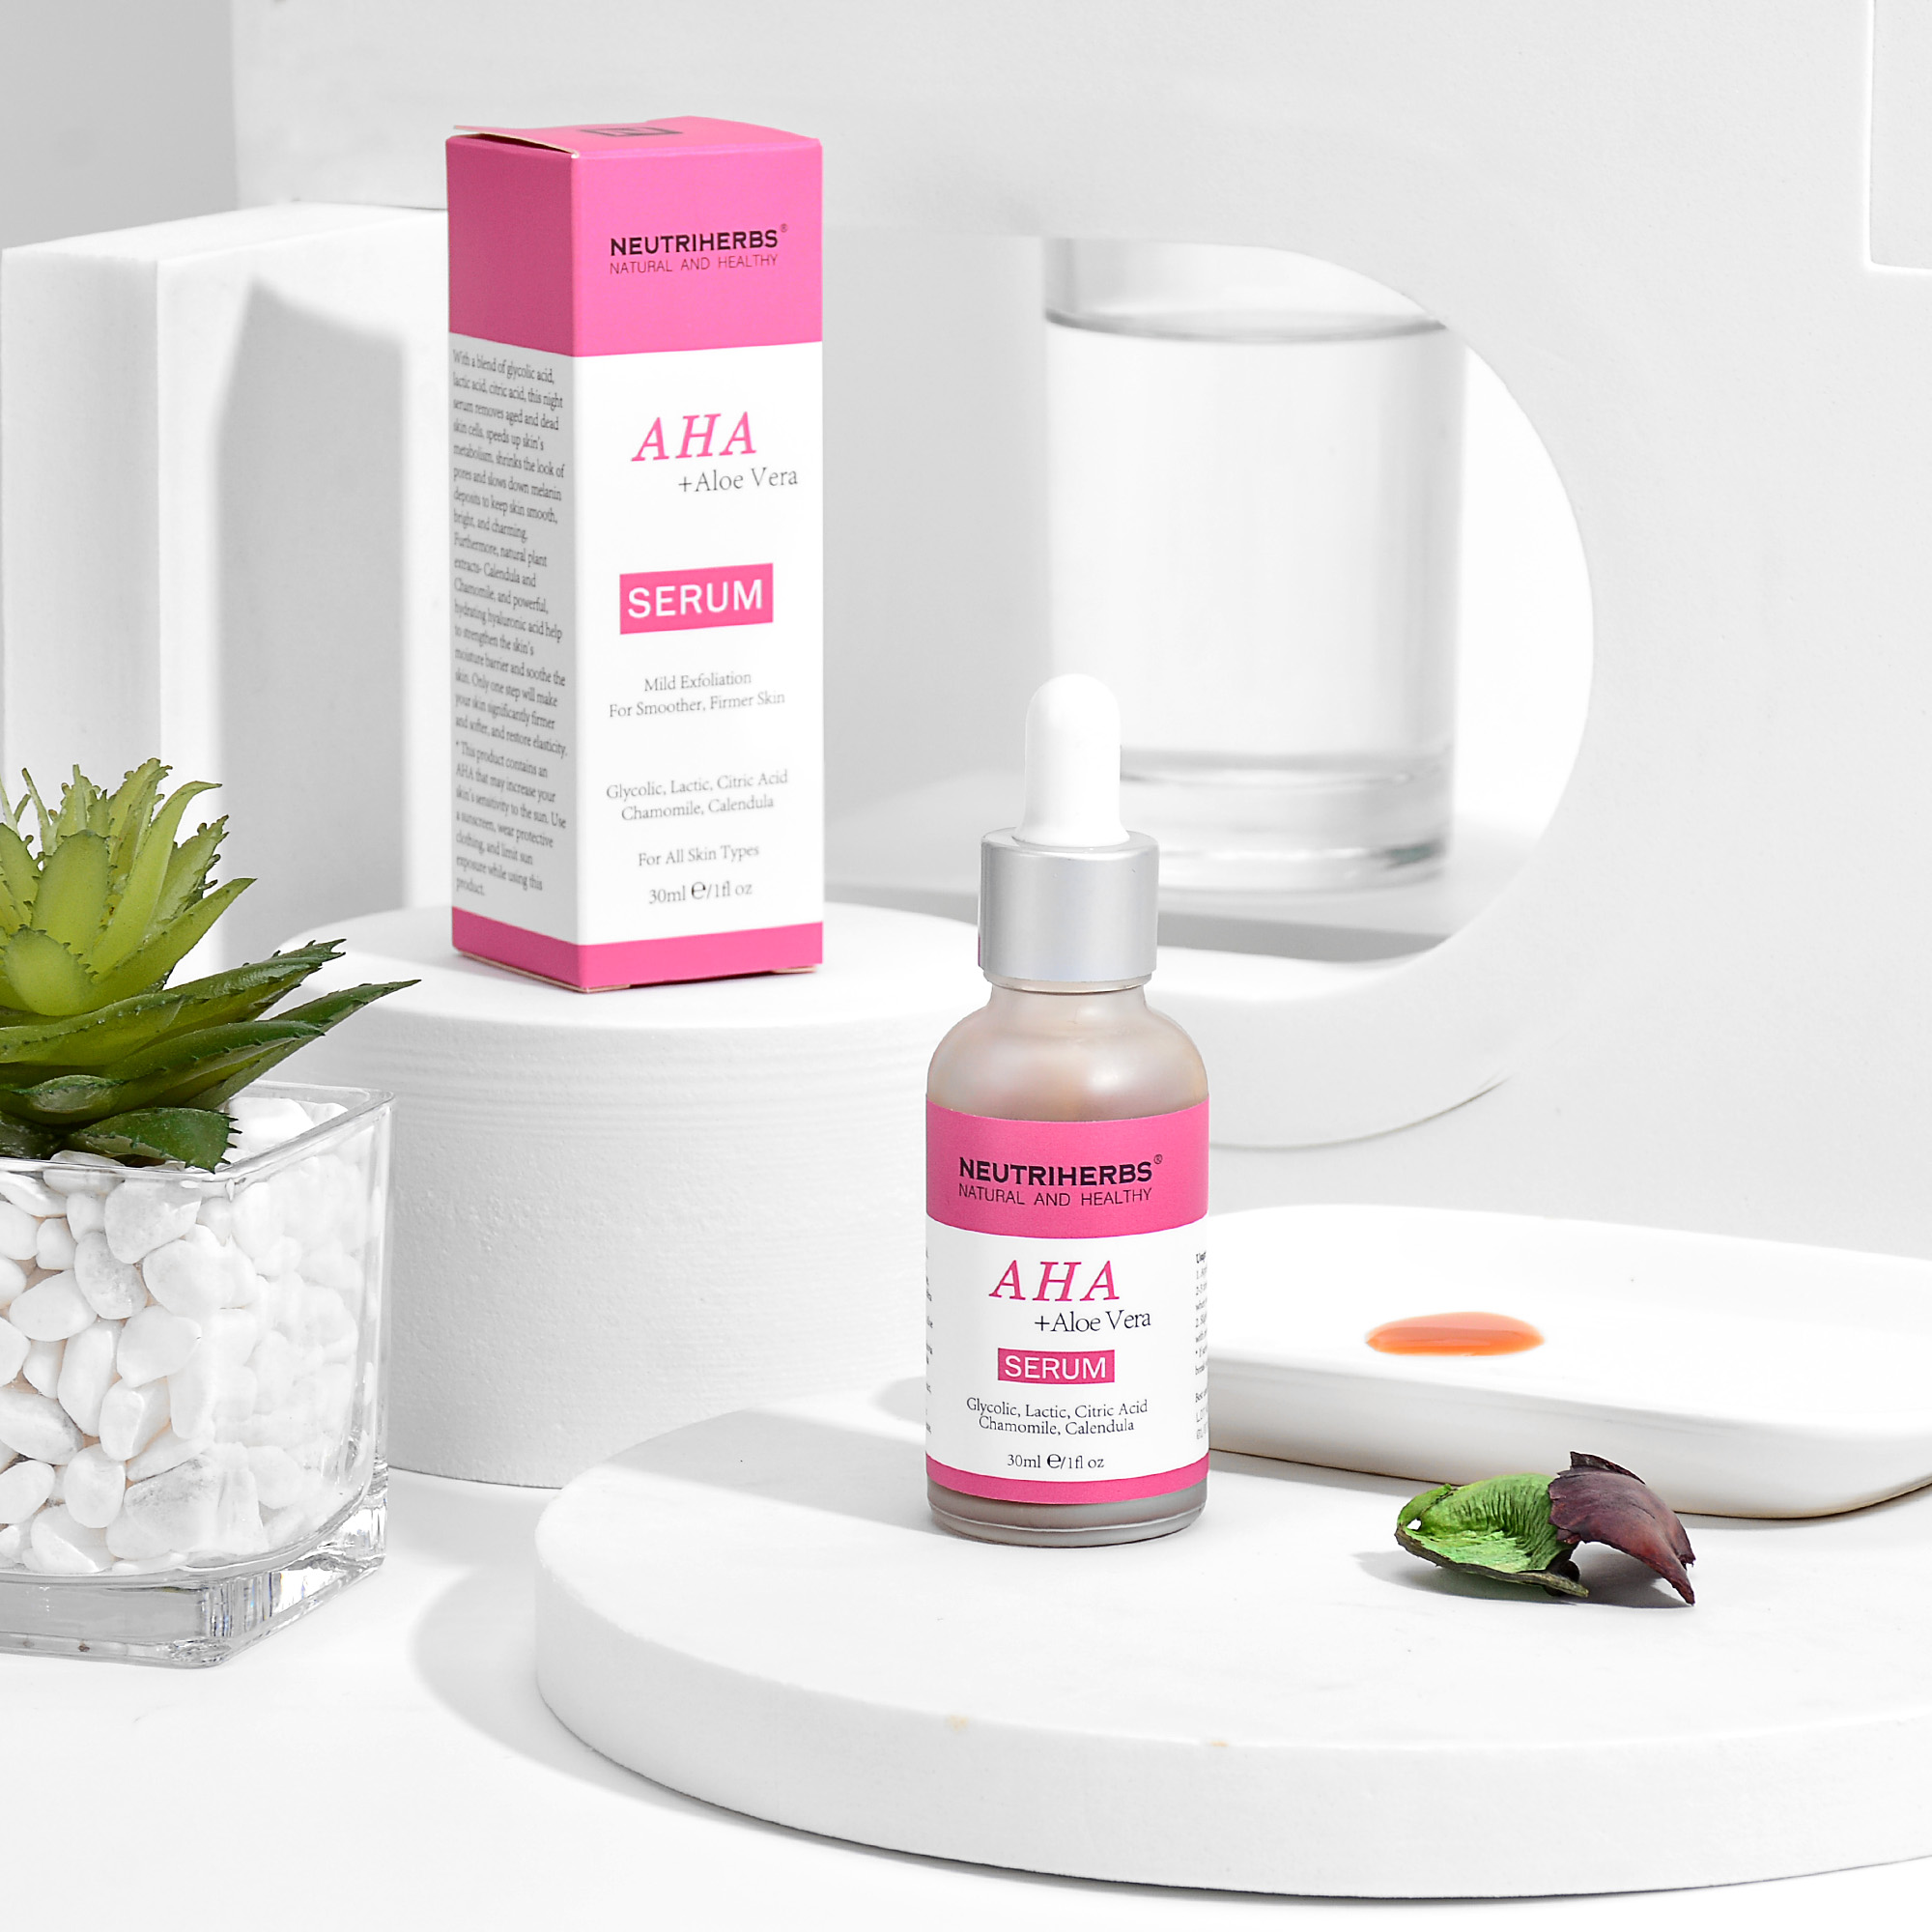 NEUTRIHERBS®
NATURAL AND HEALTHY
AHA
+Aloe Vera
SERUM
Mild Exfoliation
For Smoother, Firmer Skin
Glycolic, Lactic, Citric Acid
Chamomile, Calendula
For All Skin Types
30ml ℮/1fl oz
With a blend of glycolic acid,
lactic acid, citric acid, this night
serum removes aged and dead
skin cells, speeds up skin's
metabolism, shrinks the look of
pores and slows down melanin
deposits to keep skin smooth,
bright, and charming.
Furthermore, natural plant
extracts- Calendula and
Chamomile, and powerful,
hydrating hyaluronic acid help
to strengthen the skin's
moisture barrier and soothe the
skin. Only one step will make
your skin significantly firmer
and softer, and restore elasticity.
* This product contains an
AHA that may increase your
skin's sensitivity to the sun. Use
a sunscreen, wear protective
clothing, and limit sun
exposure while using this
product.
NEUTRIHERBS®
NATURAL AND HEALTHY
AHA
+Aloe Vera
SERUM
Glycolic, Lactic, Citric Acid
Chamomile, Calendula
30ml ℮/1fl oz